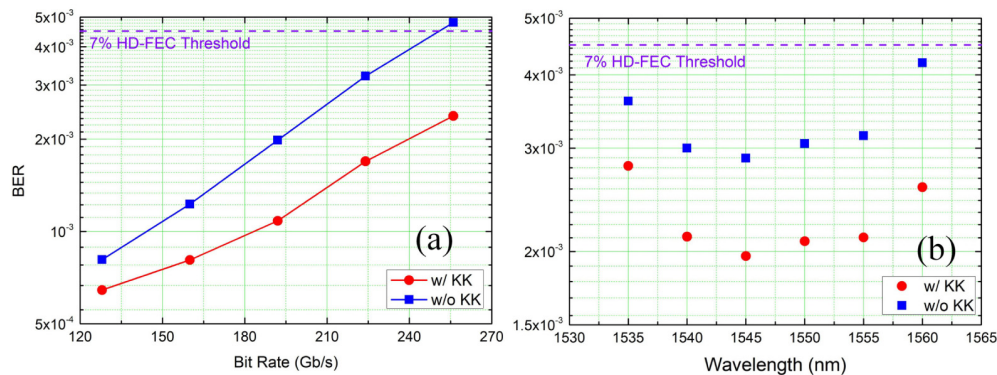 5x10⁻³
4x10⁻³
3x10⁻³
2x10⁻³
10⁻³
5x10⁻⁴
BER
7% HD-FEC Threshold
(a)
w/ KK
w/o KK
120 150 180 210 240 270
Bit Rate (Gb/s)
5x10⁻³
4x10⁻³
3x10⁻³
2x10⁻³
1.5x10⁻³
7% HD-FEC Threshold
(b)
w/ KK
w/o KK
1530 1535 1540 1545 1550 1555 1560 1565
Wavelength (nm)